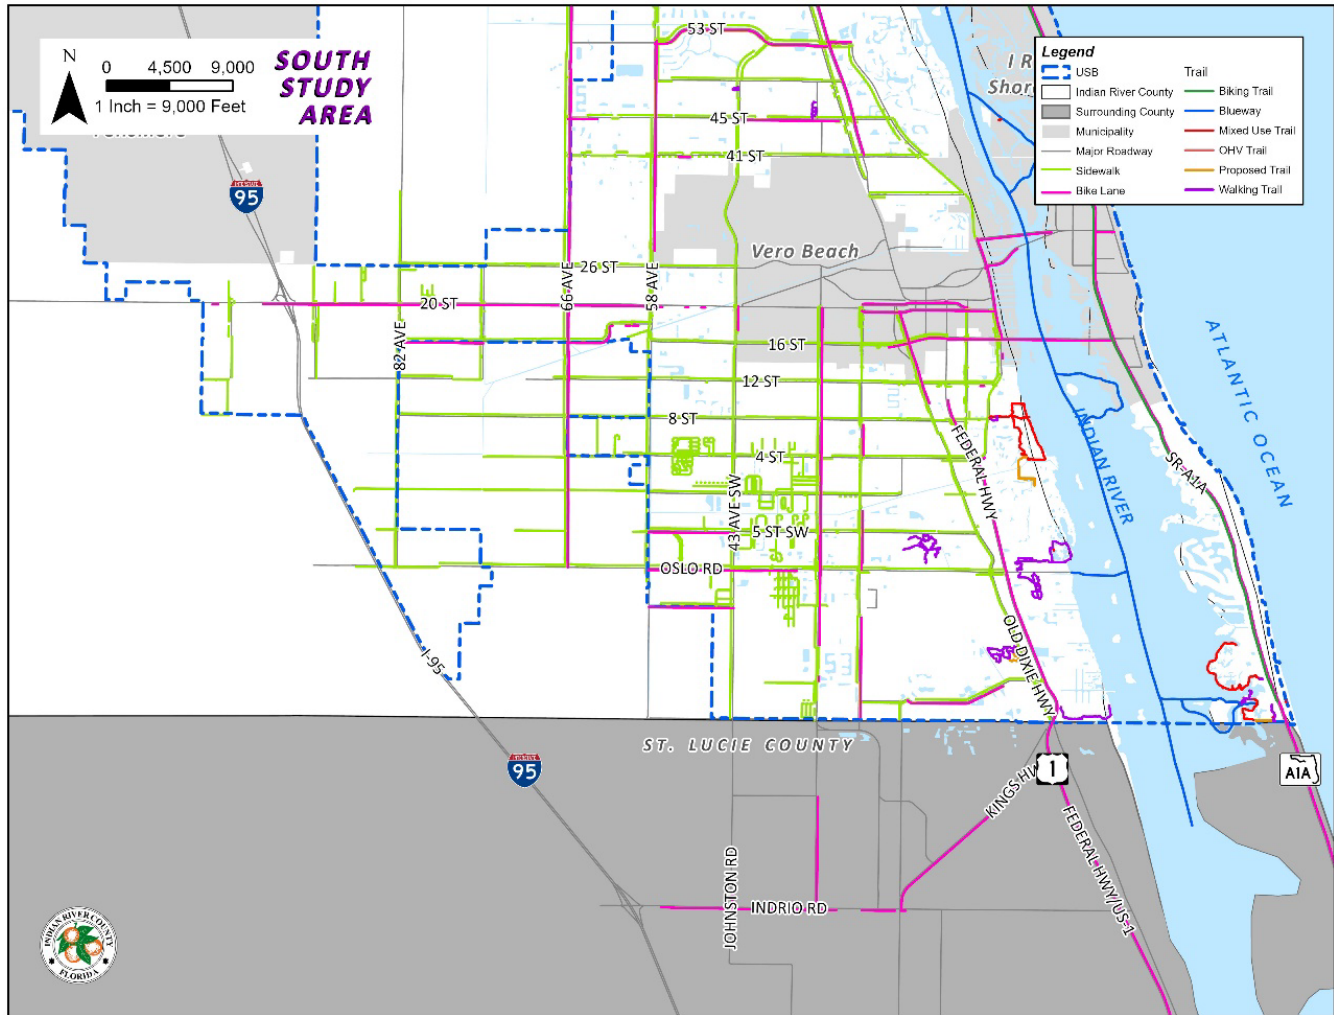 N
0 4,500 9,000
1 Inch = 9,000 Feet
SOUTH
STUDY
AREA
Legend
USB
Indian River County
Surrounding County
Municipality
Major Roadway
Sidewalk
Bike Lane
Trail
Biking Trail
Blueway
Mixed Use Trail
OHV Trail
Proposed Trail
Walking Trail
I R
Shor
53 ST
45 ST
41 ST
INTERSTATE
95
Vero Beach
26 ST
66 AVE
58 AVE
20 ST
82 AVE
16 ST
12 ST
8 ST
4 ST
43 AVE SW
5 ST SW
OSLO RD
FEDERAL HWY
OLD DIXIE HWY
INDIAN RIVER
SR-A1A
ATLANTIC OCEAN
I-95
ST. LUCIE COUNTY
INTERSTATE
95
KINGS HW
1
A1A
JOHNSTON RD
INDRIO RD
FEDERAL HWY/US-1
INDIAN RIVER COUNTY
FLORIDA